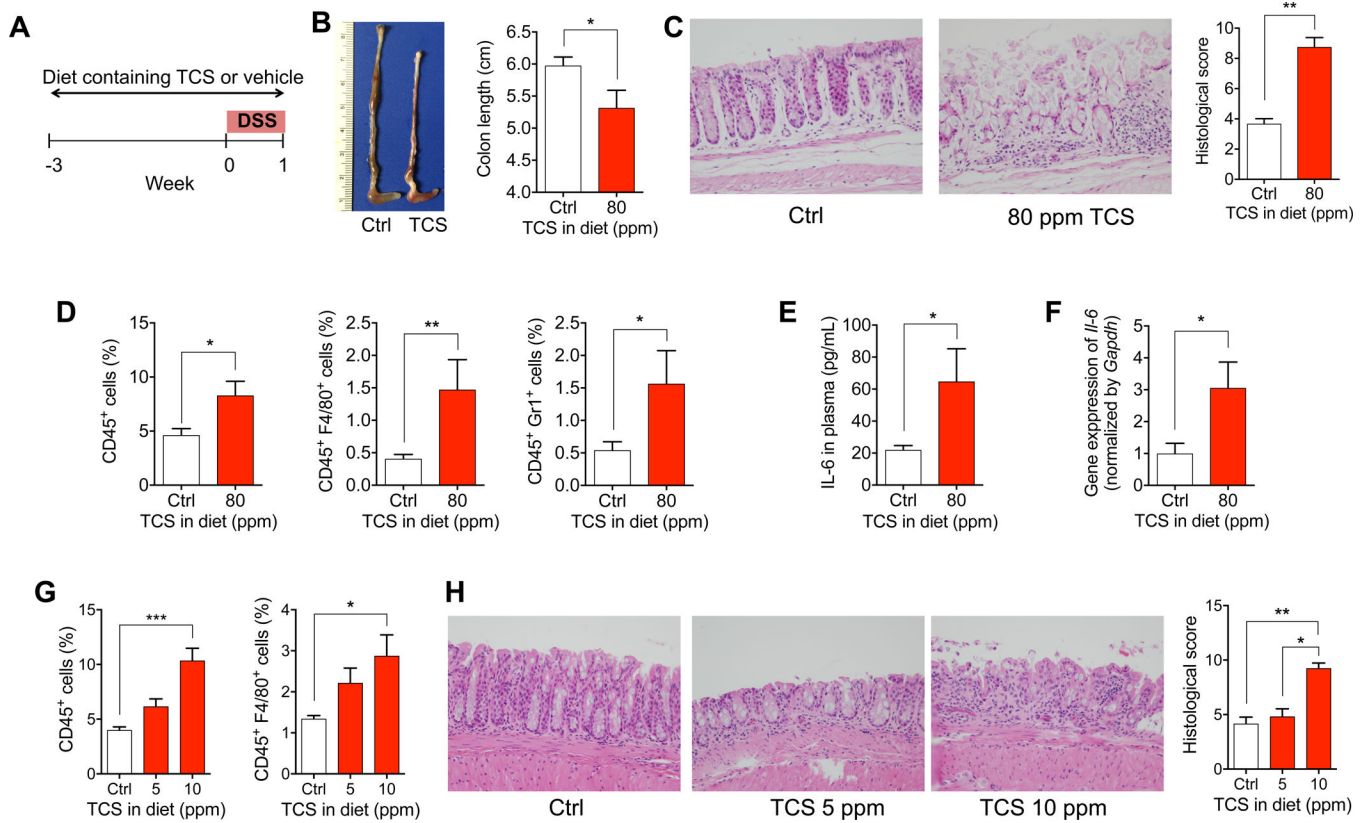 A
Diet containing TCS or vehicle
DSS
-3
0
1
Week
B
Ctrl
TCS
Colon length (cm)
6.5
6.0
5.5
5.0
4.5
4.0
*
Ctrl
80
TCS in diet (ppm)
C
Ctrl
80 ppm TCS
Histological score
10
8
6
4
2
0
**
Ctrl
80
TCS in diet (ppm)
D
CD45+ cells (%)
15
10
5
0
*
Ctrl
80
TCS in diet (ppm)
CD45+ F4/80+ cells (%)
2.5
2.0
1.5
1.0
0.5
0.0
**
Ctrl
80
TCS in diet (ppm)
CD45+ Gr1+ cells (%)
2.5
2.0
1.5
1.0
0.5
0.0
*
Ctrl
80
TCS in diet (ppm)
E
IL-6 in plasma (pg/mL)
100
80
60
40
20
0
*
Ctrl
80
TCS in diet (ppm)
F
Gene expression of Il-6
(normalized by Gapdh)
5
4
3
2
1
0
*
Ctrl
80
TCS in diet (ppm)
G
CD45+ cells (%)
15
10
5
0
***
Ctrl
5
10
TCS in diet (ppm)
CD45+ F4/80+ cells (%)
4
3
2
1
0
*
Ctrl
5
10
TCS in diet (ppm)
H
Ctrl
TCS 5 ppm
TCS 10 ppm
Histological score
15
10
5
0
**
*
Ctrl
5
10
TCS in diet (ppm)